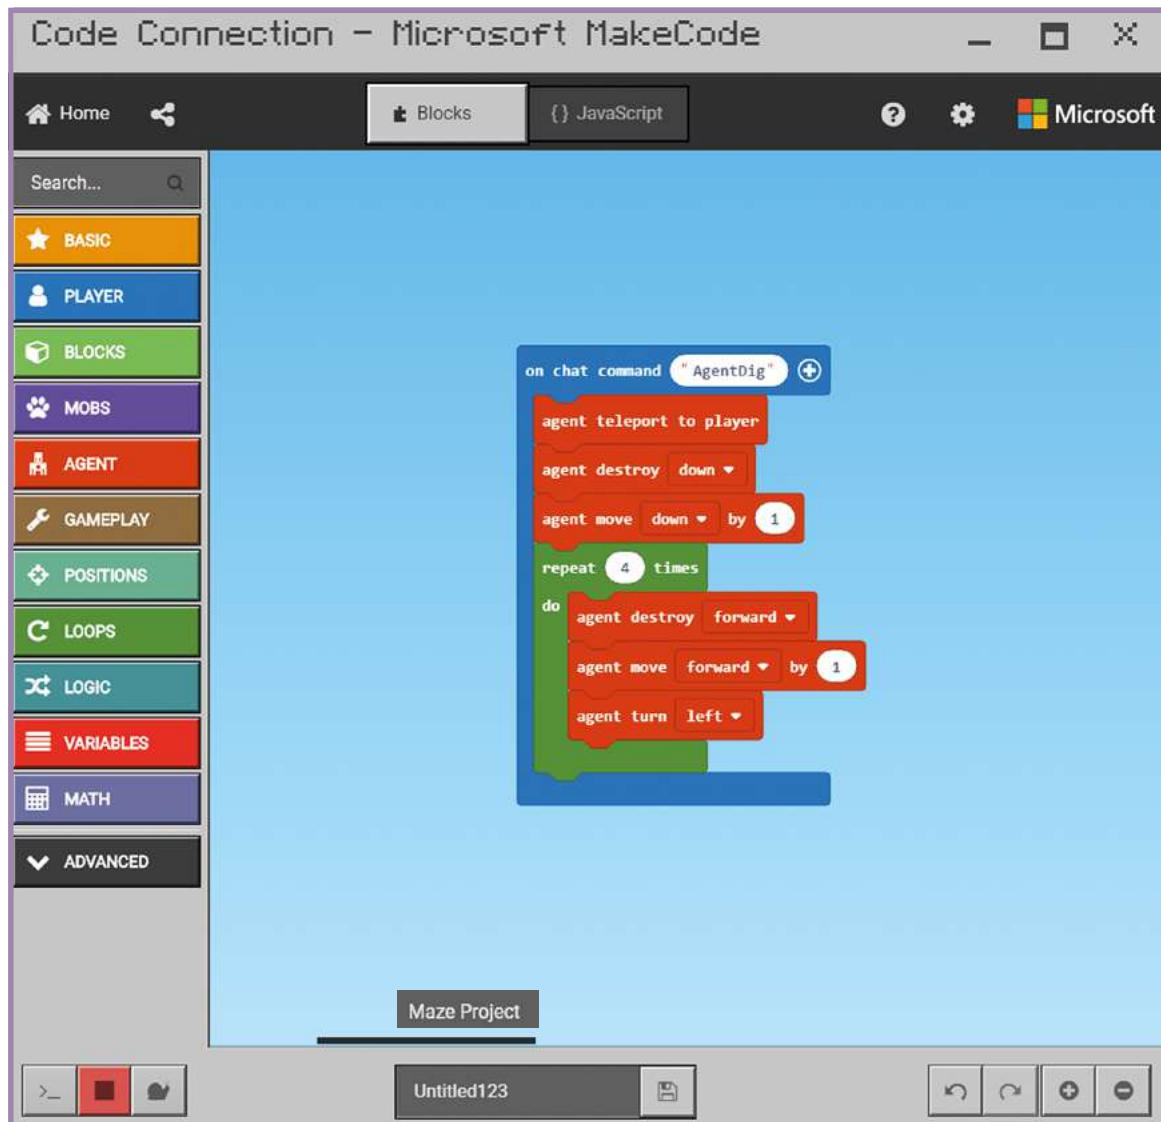 Code Connection - Microsoft MakeCode
Home
Blocks
{} JavaScript
Microsoft
Search...
BASIC
PLAYER
BLOCKS
MOBS
AGENT
GAMEPLAY
POSITIONS
LOOPS
LOGIC
VARIABLES
MATH
ADVANCED
on chat command "AgentDig"
agent teleport to player
agent destroy down
agent move down by 1
repeat 4 times
do
agent destroy forward
agent move forward by 1
agent turn left
Maze Project
Untitled123